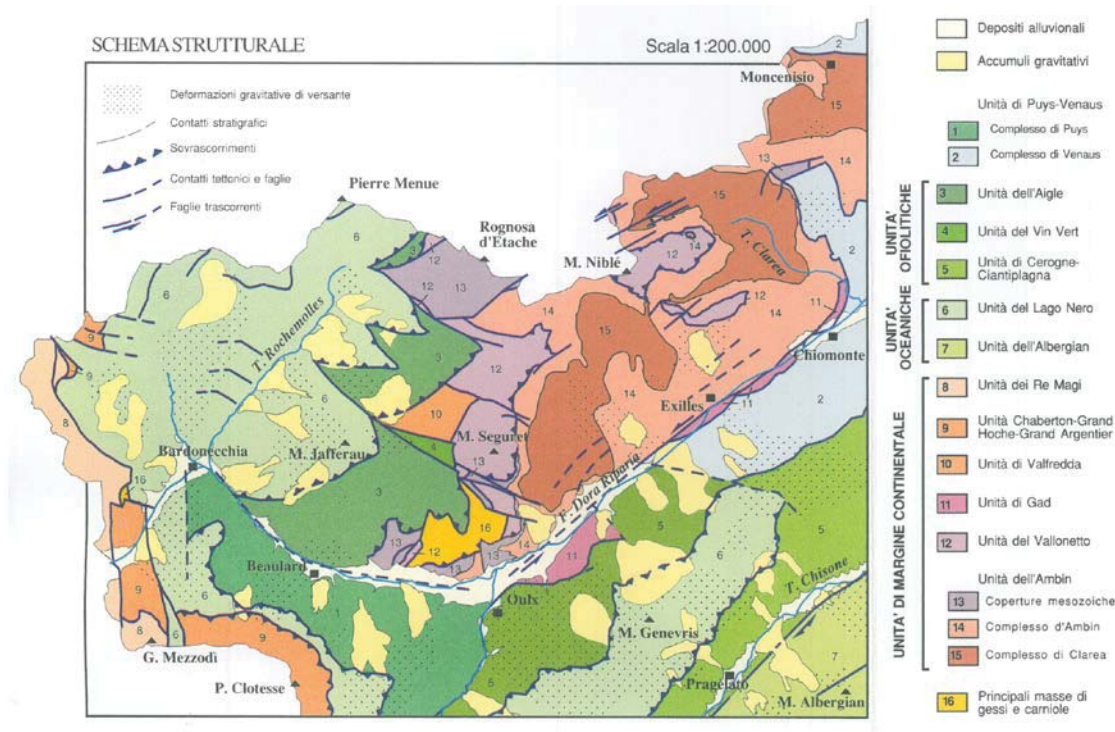 SCHEMA STRUTTURALE
Scala 1:200.000
Deformazioni gravitative di versante
Contatti stratigrafici
Sovrascorrimenti
Contatti tettonici e faglie
Faglie trascorrenti
Pierre Menue
Rognosa
d'Etache
M. Niblé
Moncenisio
T. Clarea
Chiomonte
Exilles
T. Rochemolles
Bardonecchia
M. Jafferau
M. Seguret
F. Dora Riparia
Beaulard
Oulx
M. Genevris
T. Chisone
Pragelato
M. Albergian
G. Mezzodì
P. Clotesse
Depositi alluvionali
Accumuli gravitativi
Unità di Puys-Venaus
1 Complesso di Puys
2 Complesso di Venaus
UNITA' OFIOLITICHE
3 Unità dell'Aigle
4 Unità del Vin Vert
5 Unità di Cerogne-
Ciantiplagna
UNITA' OCEANICHE
6 Unità del Lago Nero
7 Unità dell'Albergian
UNITA' DI MARGINE CONTINENTALE
8 Unità dei Re Magi
9 Unità Chaberton-Grand
Hoche-Grand Argentier
10 Unità di Valfredda
11 Unità di Gad
12 Unità del Vallonetto
Unità dell'Ambin
13 Coperture mesozoiche
14 Complesso d'Ambin
15 Complesso di Clarea
16 Principali masse di
gessi e carniole